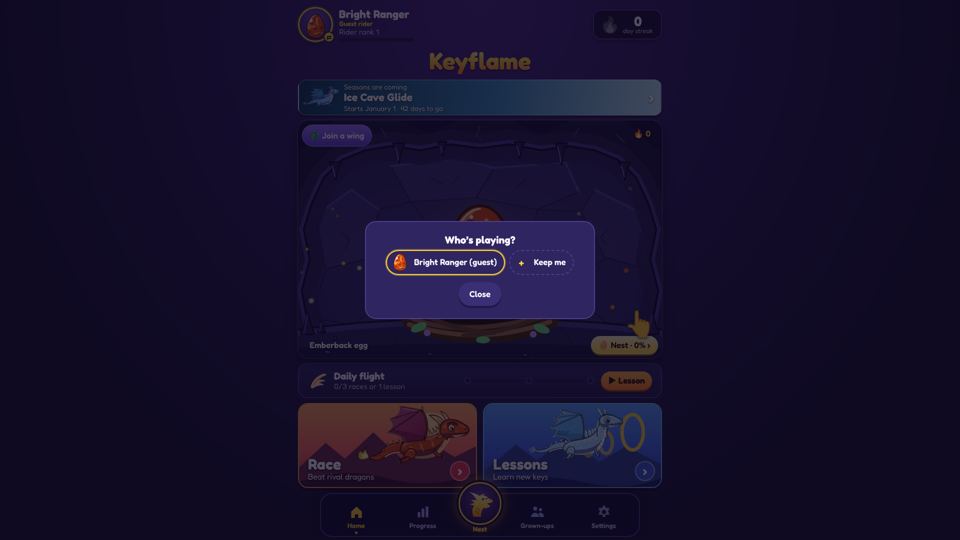 Bright Ranger
Guest rider
Rider rank 1
0
day streak
Keyflame
Seasons are coming
Ice Cave Glide
Starts January 1 · 42 days to go
Join a wing
0
Who's playing?
Bright Ranger (guest)
+ Keep me
Close
Emberback egg
Nest · 0% ›
Daily flight
0/3 races or 1 lesson
Lesson
Race
Beat rival dragons
Lessons
Learn new keys
Home
Progress
Nest
Grown-ups
Settings